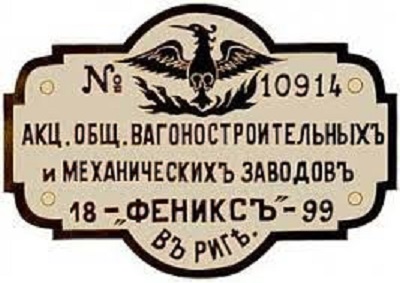 № 10914
АКЦ. ОБЩ. ВАГОНОСТРОИТЕЛЬНЫХЪ
и МЕХАНИЧЕСКИХЪ ЗАВОДОВЪ
18 - „ФЕНИКСЪ" - 99
ВЪ РИГѢ.